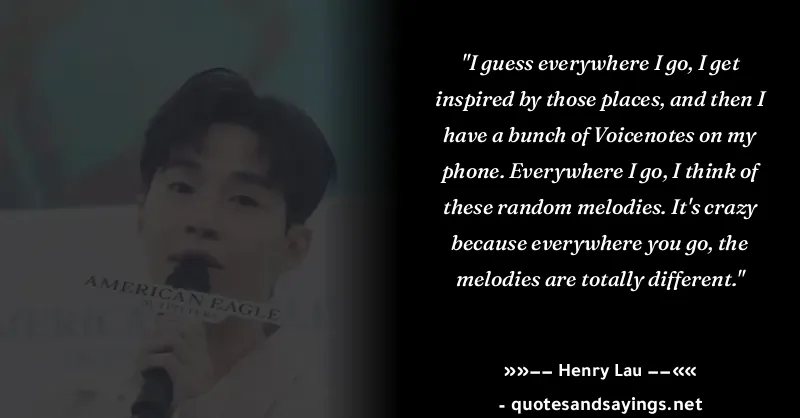 "I guess everywhere I go, I get
inspired by those places, and then I
have a bunch of Voicenotes on my
phone. Everywhere I go, I think of
these random melodies. It's crazy
because everywhere you go, the
melodies are totally different."
»»−− Henry Lau −−««
- quotesandsayings.net
AMERICAN EAGLE